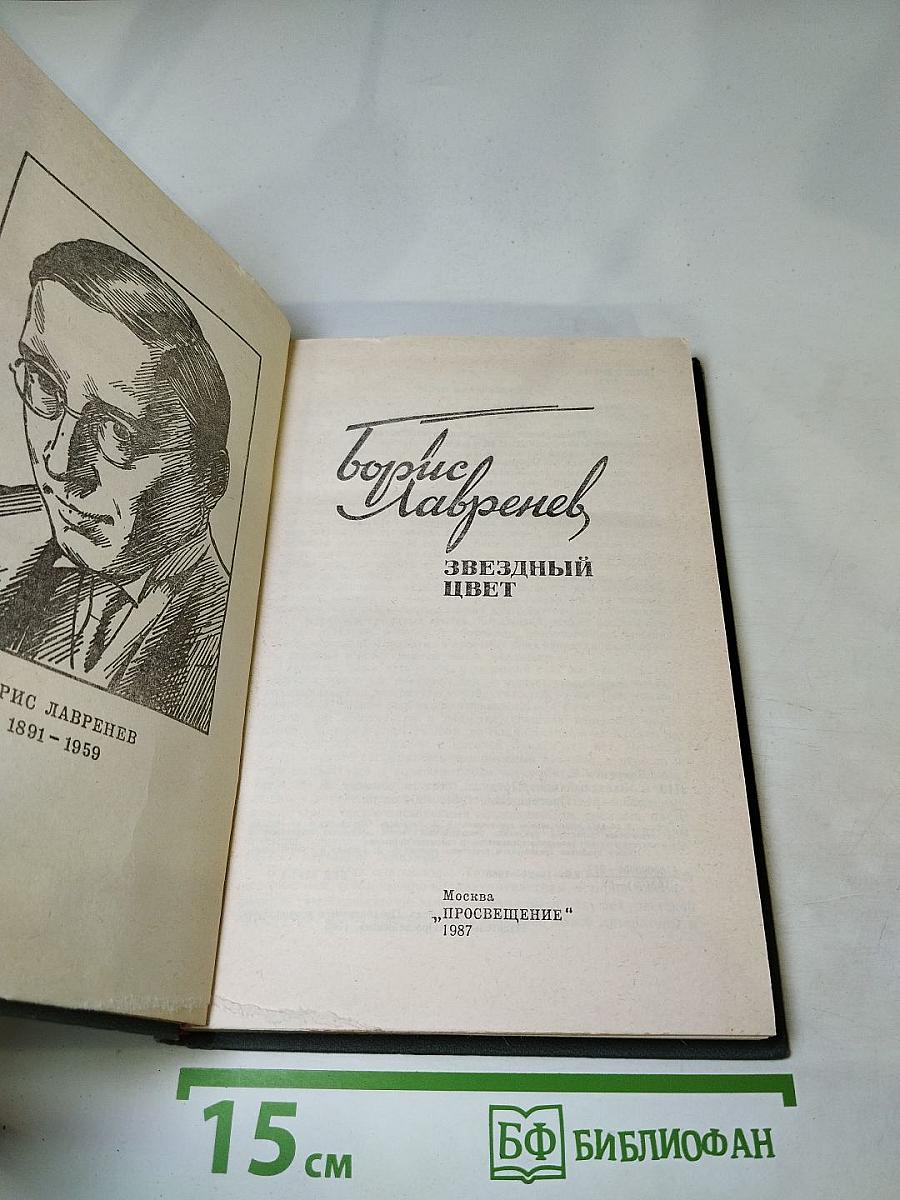 РИС ЛАВРЕНЕВ
1891-1959
Борис
Лавренев
ЗВЕЗДНЫЙ
ЦВЕТ
Москва
„ПРОСВЕЩЕНИЕ“
1987
15 см
БФ БИБЛИОФАН